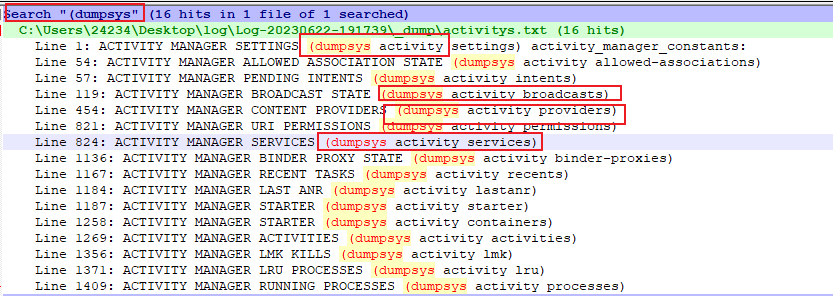 Search "(dumpsys" (16 hits in 1 file of 1 searched)
C:\Users\24234\Desktop\log\Log-20230622-191739\_dump\activitys.txt (16 hits)
Line 1: ACTIVITY MANAGER SETTINGS (dumpsys activity settings) activity_manager_constants:
Line 54: ACTIVITY MANAGER ALLOWED ASSOCIATION STATE (dumpsys activity allowed-associations)
Line 57: ACTIVITY MANAGER PENDING INTENTS (dumpsys activity intents)
Line 119: ACTIVITY MANAGER BROADCAST STATE (dumpsys activity broadcasts)
Line 454: ACTIVITY MANAGER CONTENT PROVIDERS (dumpsys activity providers)
Line 821: ACTIVITY MANAGER URI PERMISSIONS (dumpsys activity permissions)
Line 824: ACTIVITY MANAGER SERVICES (dumpsys activity services)
Line 1136: ACTIVITY MANAGER BINDER PROXY STATE (dumpsys activity binder-proxies)
Line 1167: ACTIVITY MANAGER RECENT TASKS (dumpsys activity recents)
Line 1184: ACTIVITY MANAGER LAST ANR (dumpsys activity lastanr)
Line 1187: ACTIVITY MANAGER STARTER (dumpsys activity starter)
Line 1258: ACTIVITY MANAGER STARTER (dumpsys activity containers)
Line 1269: ACTIVITY MANAGER ACTIVITIES (dumpsys activity activities)
Line 1356: ACTIVITY MANAGER LMK KILLS (dumpsys activity lmk)
Line 1371: ACTIVITY MANAGER LRU PROCESSES (dumpsys activity lru)
Line 1409: ACTIVITY MANAGER RUNNING PROCESSES (dumpsys activity processes)